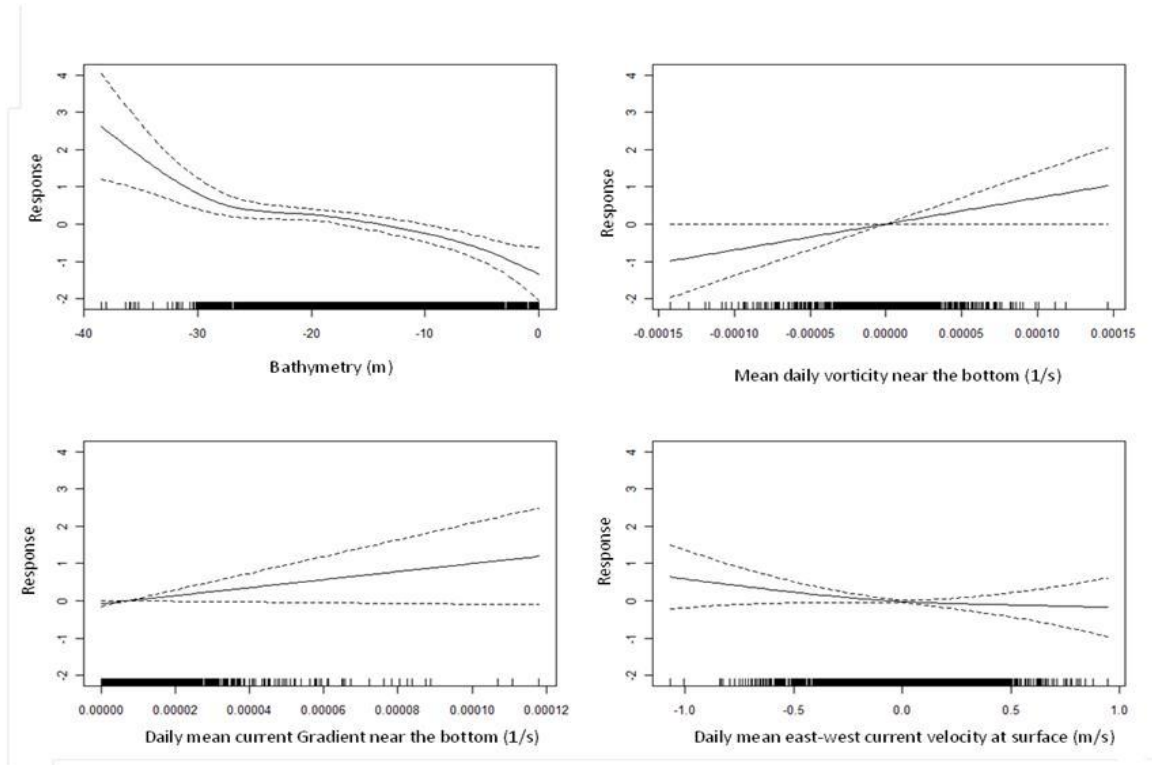 4
3
2
1
0
-1
-2
Response
-40 -30 -20 -10 0
Bathymetry (m)
4
3
2
1
0
-1
-2
Response
-0.00015 -0.00010 -0.00005 0.00000 0.00005 0.00010 0.00015
Mean daily vorticity near the bottom (1/s)
4
3
2
1
0
-1
-2
Response
0.00000 0.00002 0.00004 0.00006 0.00008 0.00010 0.00012
Daily mean current Gradient near the bottom (1/s)
4
3
2
1
0
-1
-2
Response
-1.0 -0.5 0.0 0.5 1.0
Daily mean east-west current velocity at surface (m/s)